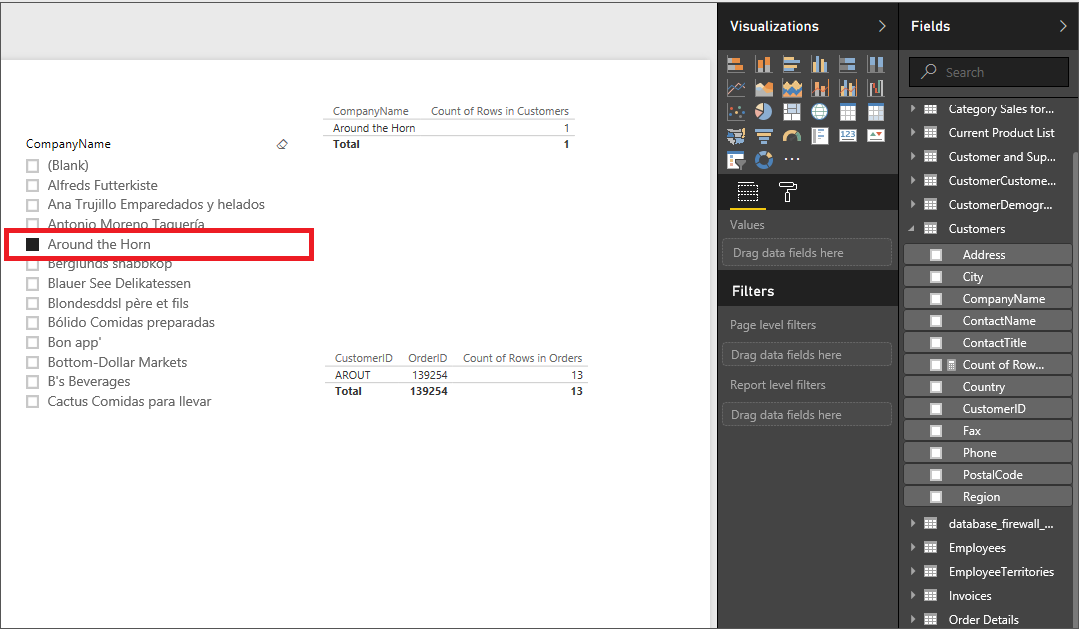 CompanyName
(Blank)
Alfreds Futterkiste
Ana Trujillo Emparedados y helados
Antonio Moreno Taquería
Around the Horn
Berglunds snabbköp
Blauer See Delikatessen
Blondesddsl père et fils
Bólido Comidas preparadas
Bon app'
Bottom-Dollar Markets
B's Beverages
Cactus Comidas para llevar
CompanyName Count of Rows in Customers
Around the Horn 1
Total 1
CustomerID OrderID Count of Rows in Orders
AROUT 139254 13
Total 139254 13
Visualizations
123
Values
Drag data fields here
Filters
Page level filters
Drag data fields here
Report level filters
Drag data fields here
Fields
Search
Category Sales for...
Current Product List
Customer and Sup...
CustomerCustome...
CustomerDemogr...
Customers
Address
City
CompanyName
ContactName
ContactTitle
Count of Row...
Country
CustomerID
Fax
Phone
PostalCode
Region
database_firewall_...
Employees
EmployeeTerritories
Invoices
Order Details